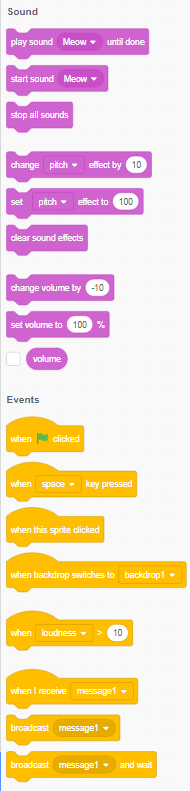 Sound
play sound Meow until done
start sound Meow
stop all sounds
change pitch effect by 10
set pitch effect to 100
clear sound effects
change volume by -10
set volume to 100 %
volume
Events
when clicked
when space key pressed
when this sprite clicked
when backdrop switches to backdrop1
when loudness > 10
when I receive message1
broadcast message1
broadcast message1 and wait